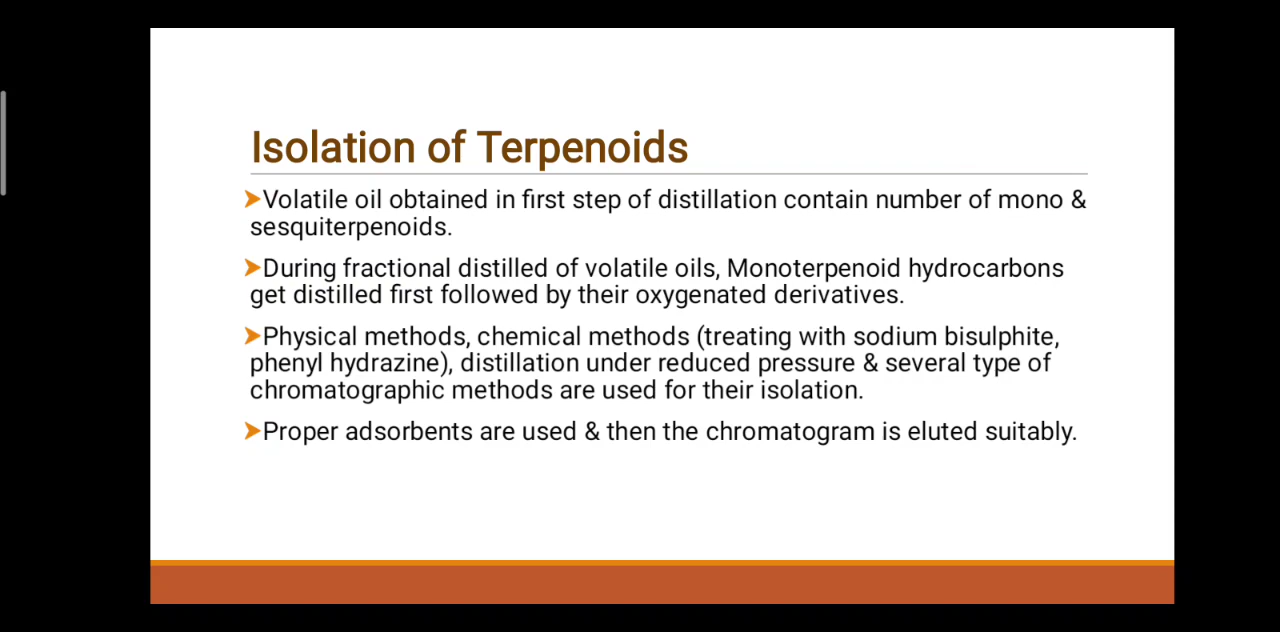 Isolation of Terpenoids
➤Volatile oil obtained in first step of distillation contain number of mono &
sesquiterpenoids.
➤During fractional distilled of volatile oils, Monoterpenoid hydrocarbons
get distilled first followed by their oxygenated derivatives.
➤Physical methods, chemical methods (treating with sodium bisulphite,
phenyl hydrazine), distillation under reduced pressure & several type of
chromatographic methods are used for their isolation.
➤Proper adsorbents are used & then the chromatogram is eluted suitably.